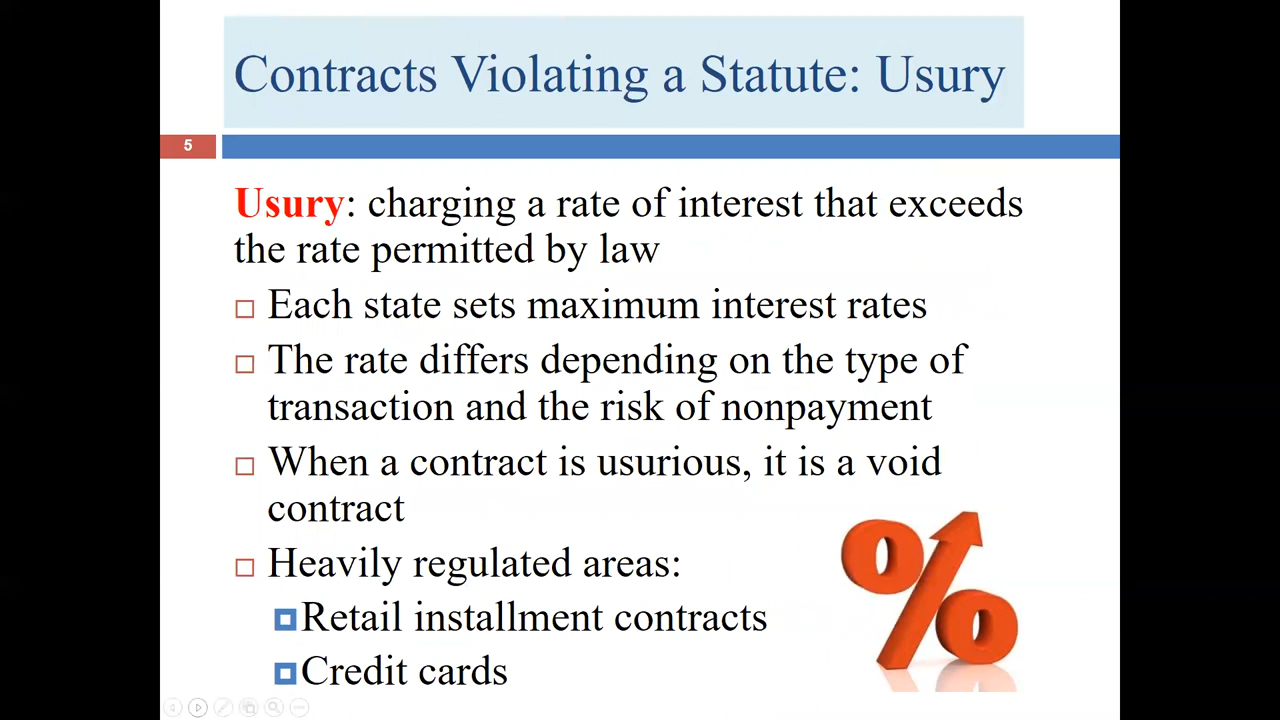 Contracts Violating a Statute: Usury
5
Usury: charging a rate of interest that exceeds
the rate permitted by law
Each state sets maximum interest rates
The rate differs depending on the type of
transaction and the risk of nonpayment
When a contract is usurious, it is a void
contract
Heavily regulated areas:
Retail installment contracts
Credit cards
%